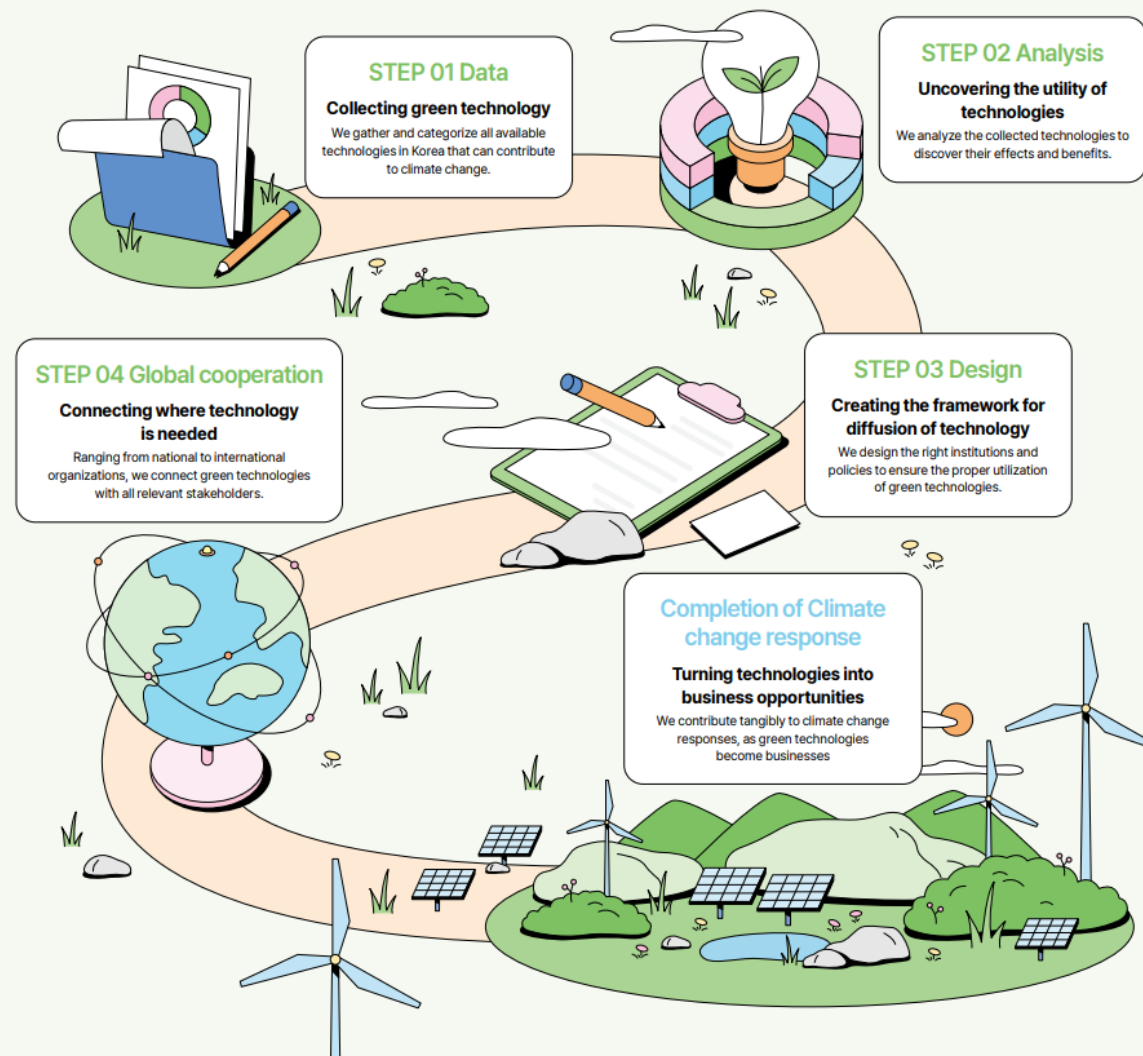 STEP 01 Data
Collecting green technology
We gather and categorize all available
technologies in Korea that can contribute
to climate change.
STEP 02 Analysis
Uncovering the utility of
technologies
We analyze the collected technologies to
discover their effects and benefits.
STEP 03 Design
Creating the framework for
diffusion of technology
We design the right institutions and
policies to ensure the proper utilization
of green technologies.
STEP 04 Global cooperation
Connecting where technology
is needed
Ranging from national to international
organizations, we connect green technologies
with all relevant stakeholders.
Completion of Climate
change response
Turning technologies into
business opportunities
We contribute tangibly to climate change
responses, as green technologies
become businesses